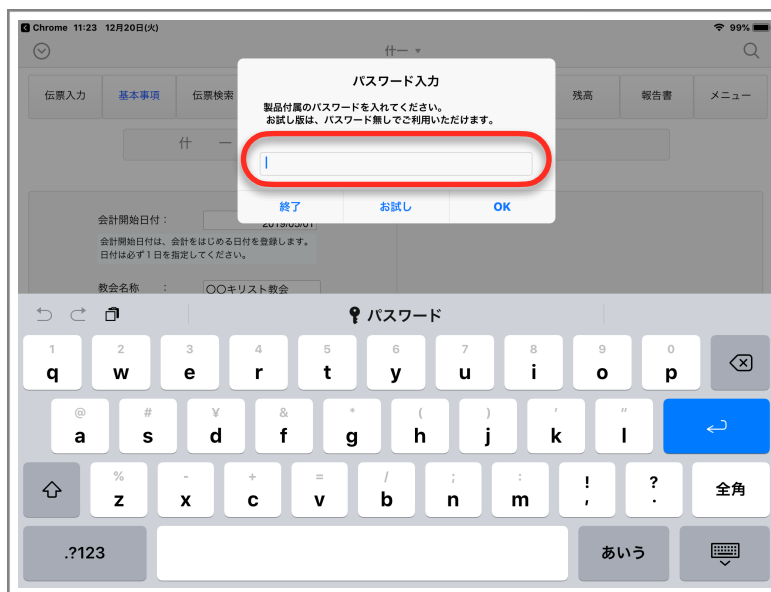 Chrome 11:23 12月20日(火) 99%
什一
伝票入力 基本事項 伝票検索 残高 報告書 メニュー
什 一
パスワード入力
製品付属のパスワードを入れてください。
お試し版は、パスワード無しでご利用いただけます。
終了 お試し OK
会計開始日付： 2019/05/01
会計開始日付は、会計をはじめる日付を登録します。
日付は必ず１日を指定してください。
教会名称 ： 〇〇キリスト教会
パスワード
1 2 3 4 5 6 7 8 9 0
q w e r t y u i o p
@ # ¥ & * ( ) ' "
a s d f g h j k l
% - + = / ; : ! ?
z x c v b n m , . 全角
.?123 あいう